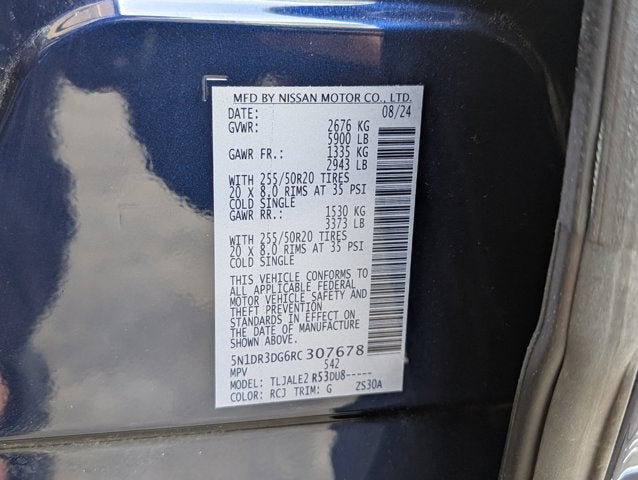 MFD BY NISSAN MOTOR CO., LTD.
DATE: 08/24
GVWR: 2676 KG
5900 LB
GAWR FR.: 1335 KG
2943 LB
WITH 255/50R20 TIRES
20 X 8.0 RIMS AT 35 PSI
COLD SINGLE
GAWR RR.: 1530 KG
3373 LB
WITH 255/50R20 TIRES
20 X 8.0 RIMS AT 35 PSI
COLD SINGLE
THIS VEHICLE CONFORMS TO
ALL APPLICABLE FEDERAL
MOTOR VEHICLE SAFETY AND
THEFT PREVENTION
STANDARDS IN EFFECT ON
THE DATE OF MANUFACTURE
SHOWN ABOVE.
5N1DR3DG6RC307678
MPV 542
MODEL: TLJALE2 R53DU8-----
COLOR: RCJ TRIM: G ZS30A